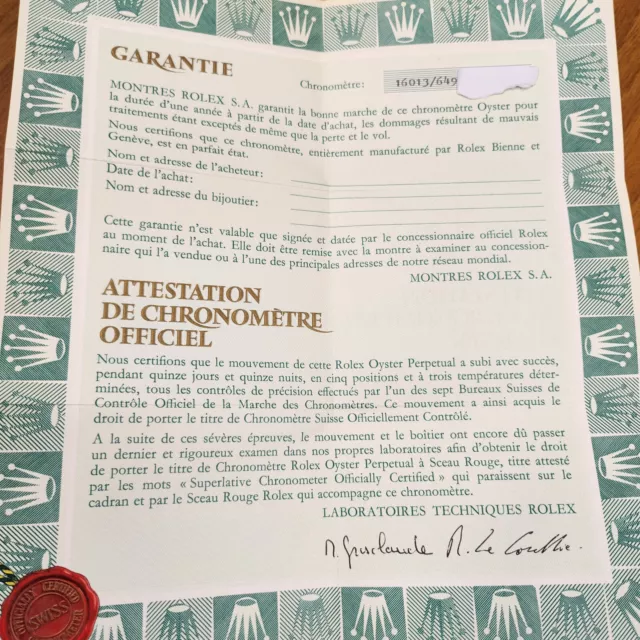 GARANTIE
Chronomètre: 16013/649
MONTRES ROLEX S.A. garantit la bonne marche de ce chronomètre Oyster pour
la durée d'une année à partir de la date d'achat, les dommages résultant de mauvais
traitements étant exceptés de même que la perte et le vol.
Nous certifions que ce chronomètre, entièrement manufacturé par Rolex Bienne et
Genève, est en parfait état.
Nom et adresse de l'acheteur:
Date de l'achat:
Nom et adresse du bijoutier:
Cette garantie n'est valable que signée et datée par le concessionnaire officiel Rolex
au moment de l'achat. Elle doit être remise avec la montre à examiner au concession-
naire qui l'a vendue ou à l'une des principales adresses de notre réseau mondial.
MONTRES ROLEX S.A.
ATTESTATION
DE CHRONOMÈTRE
OFFICIEL
Nous certifions que le mouvement de cette Rolex Oyster Perpetual a subi avec succès,
pendant quinze jours et quinze nuits, en cinq positions et à trois températures déter-
minées, tous les contrôles de précision effectués par l'un des sept Bureaux Suisses de
Contrôle Officiel de la Marche des Chronomètres. Ce mouvement a ainsi acquis le
droit de porter le titre de Chronomètre Suisse Officiellement Contrôlé.
A la suite de ces sévères épreuves, le mouvement et le boitier ont encore dû passer
un dernier et rigoureux examen dans nos propres laboratoires afin d'obtenir le droit
de porter le titre de Chronomètre Rolex Oyster Perpetual à Sceau Rouge, titre attesté
par les mots «Superlative Chronometer Officially Certified» qui paraissent sur le
cadran et par le Sceau Rouge Rolex qui accompagne ce chronomètre.
LABORATOIRES TECHNIQUES ROLEX
SWISS